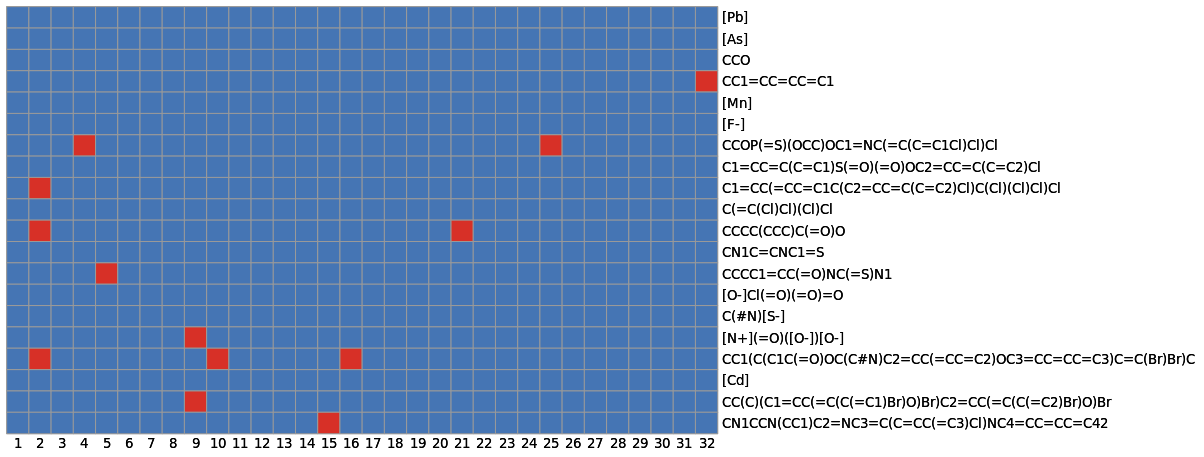 [Pb]
[As]
CCO
CC1=CC=CC=C1
[Mn]
[F-]
CCOP(=S)(OCC)OC1=NC(=C(C=C1Cl)Cl)Cl
C1=CC=C(C=C1)S(=O)(=O)OC2=CC=C(C=C2)Cl
C1=CC(=CC=C1C(C2=CC=C(C=C2)Cl)C(Cl)(Cl)Cl)Cl
C(=C(Cl)Cl)(Cl)Cl
CCCC(CCC)C(=O)O
CN1C=CNC1=S
CCCC1=CC(=O)NC(=S)N1
[O-]Cl(=O)(=O)=O
C(#N)[S-]
[N+](=O)([O-])[O-]
CC1(C(C1C(=O)OC(C#N)C2=CC(=CC=C2)OC3=CC=CC=C3)C=C(Br)Br)C
[Cd]
CC(C)(C1=CC(=C(C(=C1)Br)O)Br)C2=CC(=C(C(=C2)Br)O)Br
CN1CCN(CC1)C2=NC3=C(C=CC(=C3)Cl)NC4=CC=CC=C42
1 2 3 4 5 6 7 8 9 10 11 12 13 14 15 16 17 18 19 20 21 22 23 24 25 26 27 28 29 30 31 32